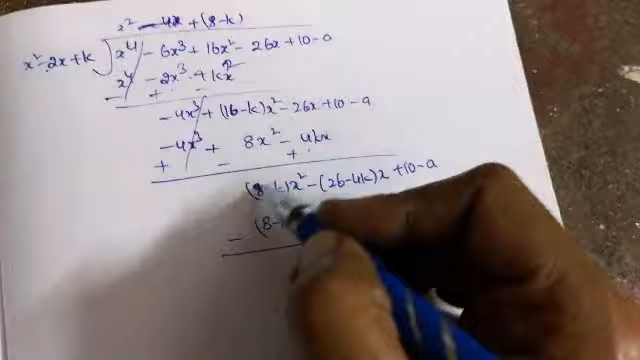 x² - 4x + (8-k)
x² - 2x + k ) x⁴ - 6x³ + 16x² - 26x + 10 - a
x⁴ - 2x³ + kx²
- + -
-4x³ + (16-k)x² - 26x + 10 - a
-4x³ + 8x² - 4kx
+ - +
(8-k)x² - (26-4k)x + 10 - a
(8-
-